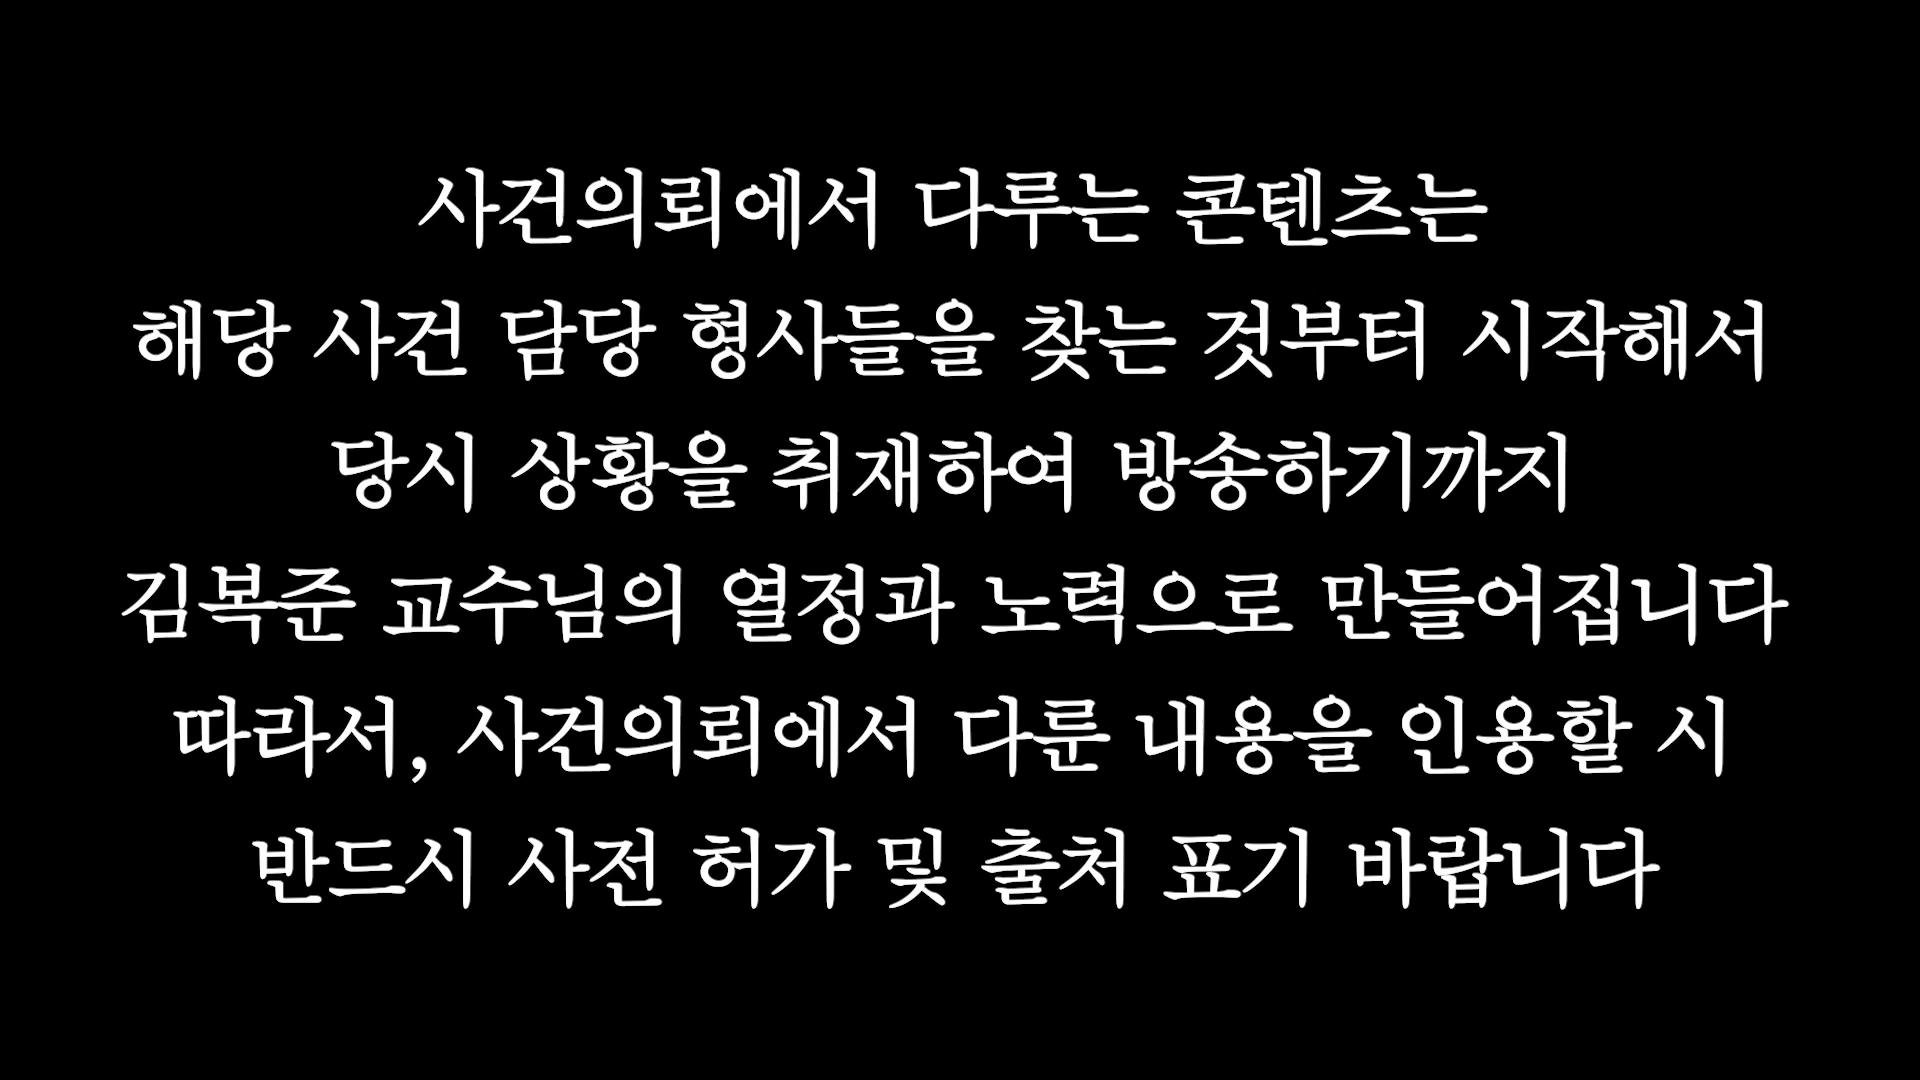 사건의뢰에서 다루는 콘텐츠는
해당 사건 담당 형사들을 찾는 것부터 시작해서
당시 상황을 취재하여 방송하기까지
김복준 교수님의 열정과 노력으로 만들어집니다
따라서, 사건의뢰에서 다룬 내용을 인용할 시
반드시 사전 허가 및 출처 표기 바랍니다